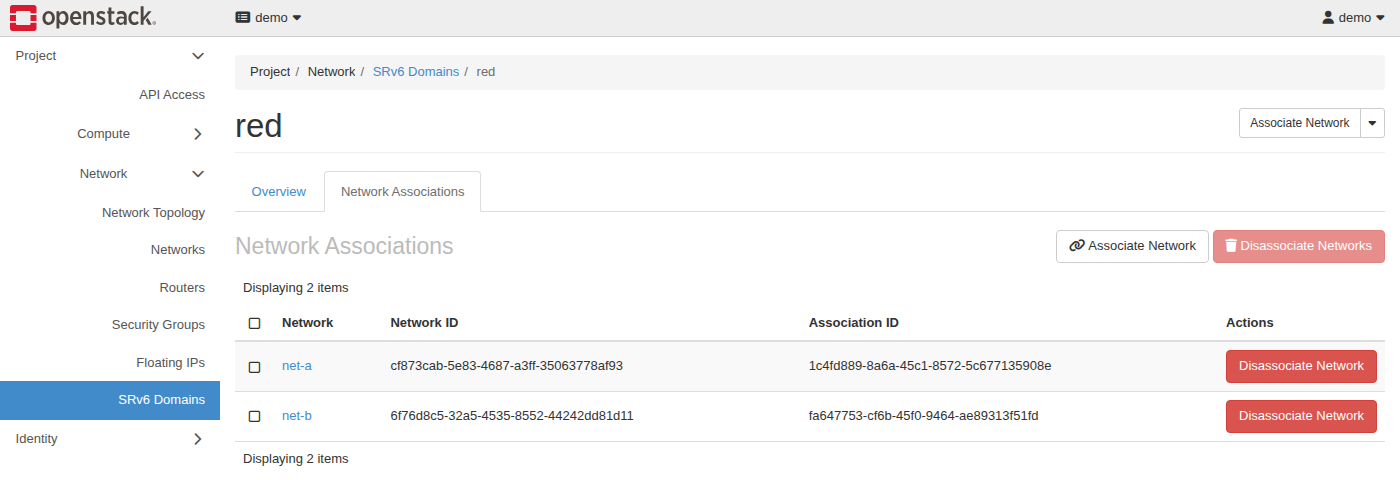 openstack.
demo
demo
Project
API Access
Compute
Network
Network Topology
Networks
Routers
Security Groups
Floating IPs
SRv6 Domains
Identity
Project / Network / SRv6 Domains / red
red
Associate Network
Overview
Network Associations
Network Associations
Associate Network
Disassociate Networks
Displaying 2 items
Network Network ID Association ID Actions
net-a cf873cab-5e83-4687-a3ff-35063778af93 1c4fd889-8a6a-45c1-8572-5c677135908e Disassociate Network
net-b 6f76d8c5-32a5-4535-8552-44242dd81d11 fa647753-cf6b-45f0-9464-ae89313f51fd Disassociate Network
Displaying 2 items